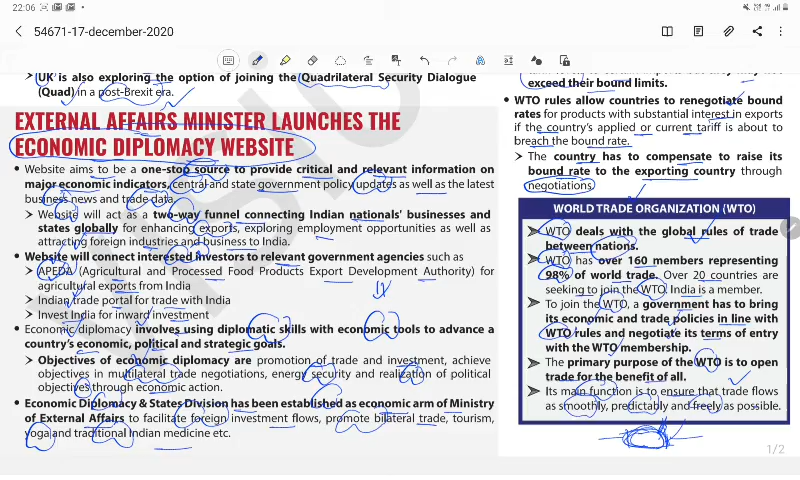 22:06
54671-17-december-2020
➤ UK is also exploring the option of joining the Quadrilateral Security Dialogue
(Quad) in a post-Brexit era.
EXTERNAL AFFAIRS MINISTER LAUNCHES THE
ECONOMIC DIPLOMACY WEBSITE
• Website aims to be a one-stop source to provide critical and relevant information on
major economic indicators, central and state government policy updates as well as the latest
business news and trade data.
➤ Website will act as a two-way funnel connecting Indian nationals' businesses and
states globally for enhancing exports, exploring employment opportunities as well as
attracting foreign industries and business to India.
• Website will connect interested investors to relevant government agencies such as
➤ APEDA (Agricultural and Processed Food Products Export Development Authority) for
agricultural exports from India
➤ Indian trade portal for trade with India
➤ Invest India for inward investment
• Economic diplomacy involves using diplomatic skills with economic tools to advance a
country's economic, political and strategic goals.
➤ Objectives of economic diplomacy are promotion of trade and investment, achieve
objectives in multilateral trade negotiations, energy security and realization of political
objectives through economic action.
• Economic Diplomacy & States Division has been established as economic arm of Ministry
of External Affairs to facilitate foreign investment flows, promote bilateral trade, tourism,
yoga and traditional Indian medicine etc.
exceed their bound limits.
• WTO rules allow countries to renegotiate bound
rates for products with substantial interest in exports
if the country's applied or current tariff is about to
breach the bound rate.
➤ The country has to compensate to raise its
bound rate to the exporting country through
negotiations.
WORLD TRADE ORGANIZATION (WTO)
➤ WTO deals with the global rules of trade
between nations.
➤ WTO has over 160 members representing
98% of world trade. Over 20 countries are
seeking to join the WTO. India is a member.
➤ To join the WTO, a government has to bring
its economic and trade policies in line with
WTO rules and negotiate its terms of entry
with the WTO membership.
➤ The primary purpose of the WTO is to open
trade for the benefit of all.
➤ Its main function is to ensure that trade flows
as smoothly, predictably and freely as possible.
1/2